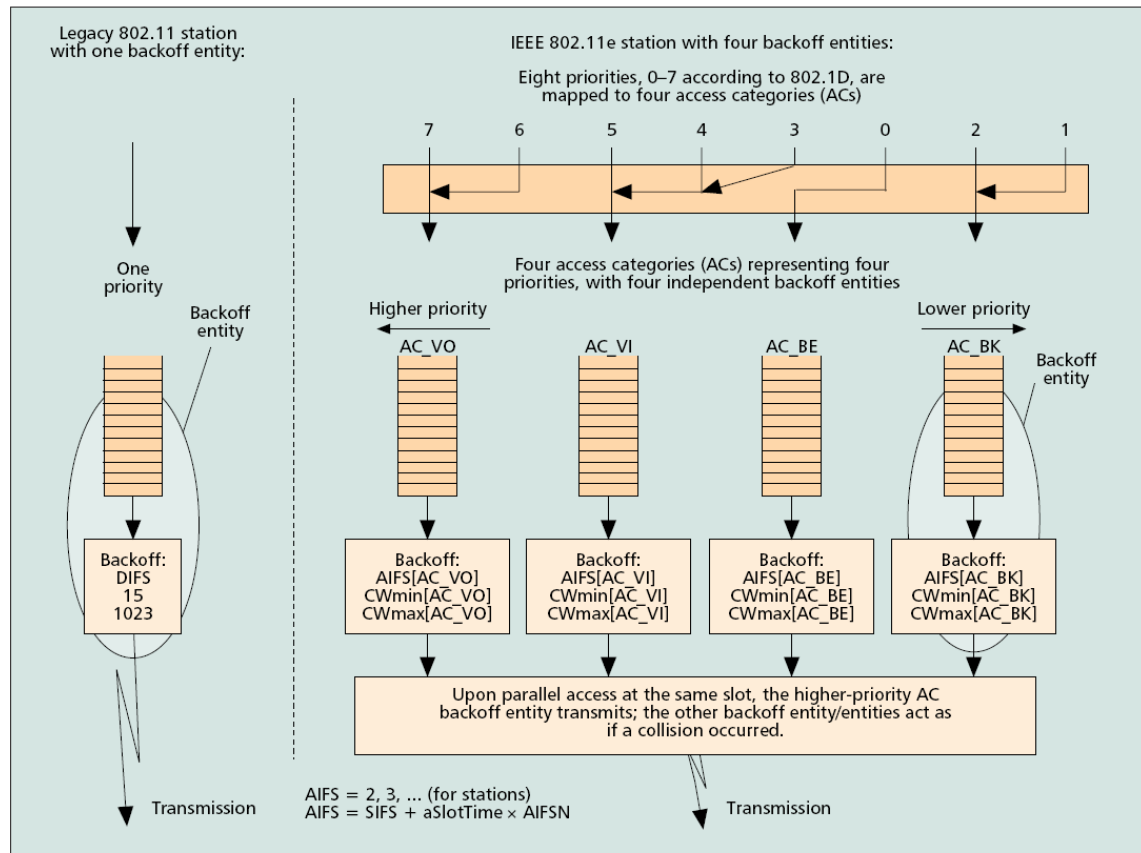 Legacy 802.11 station
with one backoff entity:
IEEE 802.11e station with four backoff entities:
Eight priorities, 0–7 according to 802.1D, are
mapped to four access categories (ACs)
7 6 5 4 3 0 2 1
One
priority
Four access categories (ACs) representing four
priorities, with four independent backoff entities
Backoff
entity
Higher priority
Lower priority
AC_VO AC_VI AC_BE AC_BK
Backoff
entity
Backoff:
DIFS
15
1023
Backoff:
AIFS[AC_VO]
CWmin[AC_VO]
CWmax[AC_VO]
Backoff:
AIFS[AC_VI]
CWmin[AC_VI]
CWmax[AC_VI]
Backoff:
AIFS[AC_BE]
CWmin[AC_BE]
CWmax[AC_BE]
Backoff:
AIFS[AC_BK]
CWmin[AC_BK]
CWmax[AC_BK]
Upon parallel access at the same slot, the higher-priority AC
backoff entity transmits; the other backoff entity/entities act as
if a collision occurred.
Transmission
AIFS = 2, 3, ... (for stations)
AIFS = SIFS + aSlotTime × AIFSN
Transmission